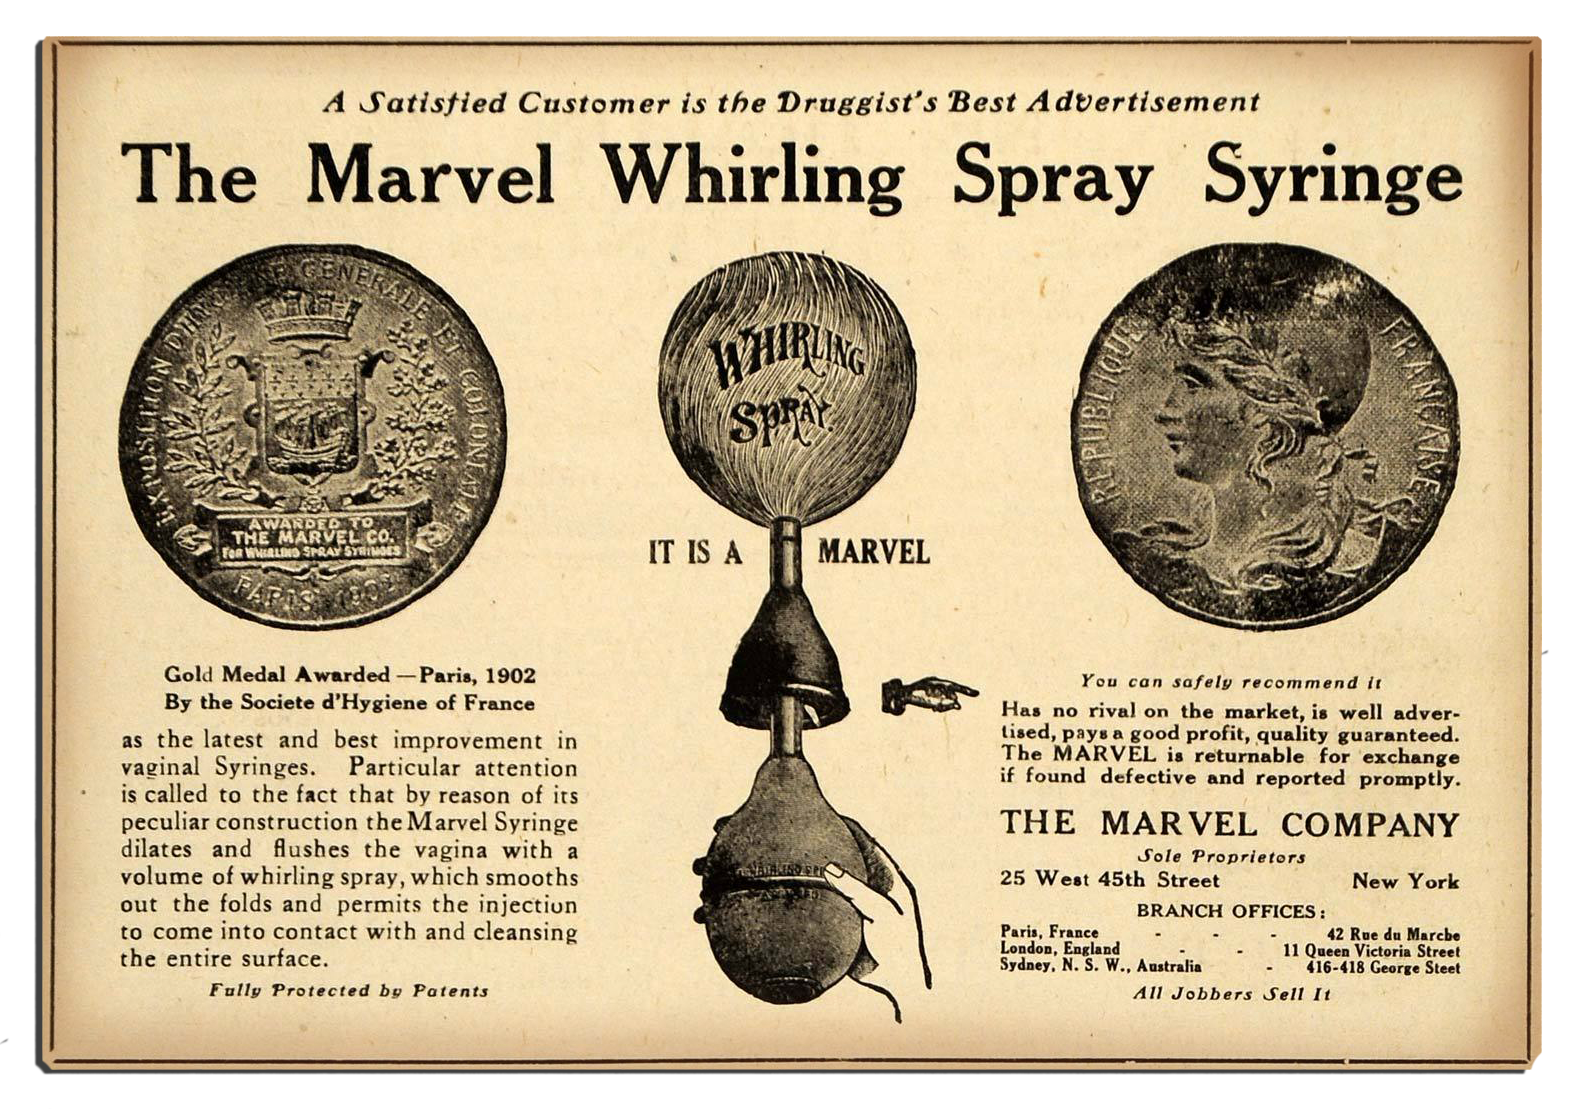 A Satisfied Customer is the Druggist's Best Advertisement
The Marvel Whirling Spray Syringe
GENERALE ET COLONIALE
AWARDED TO
THE MARVEL CO.
FOR WHIRLING SPRAY SYRINGES
PARIS 1902
WHIRLING
SPRAY.
REPUBLIQUE FRANCAISE
IT IS A MARVEL
Gold Medal Awarded — Paris, 1902
By the Societe d'Hygiene of France
as the latest and best improvement in
vaginal Syringes. Particular attention
is called to the fact that by reason of its
peculiar construction the Marvel Syringe
dilates and flushes the vagina with a
volume of whirling spray, which smooths
out the folds and permits the injection
to come into contact with and cleansing
the entire surface.
Fully Protected by Patents
You can safely recommend it
Has no rival on the market, is well adver-
tised, pays a good profit, quality guaranteed.
The MARVEL is returnable for exchange
if found defective and reported promptly.
THE MARVEL COMPANY
Sole Proprietors
25 West 45th Street New York
BRANCH OFFICES:
Paris, France - - - 42 Rue du Marche
London, England - - 11 Queen Victoria Street
Sydney, N. S. W., Australia - 416-418 George Steet
All Jobbers Sell It